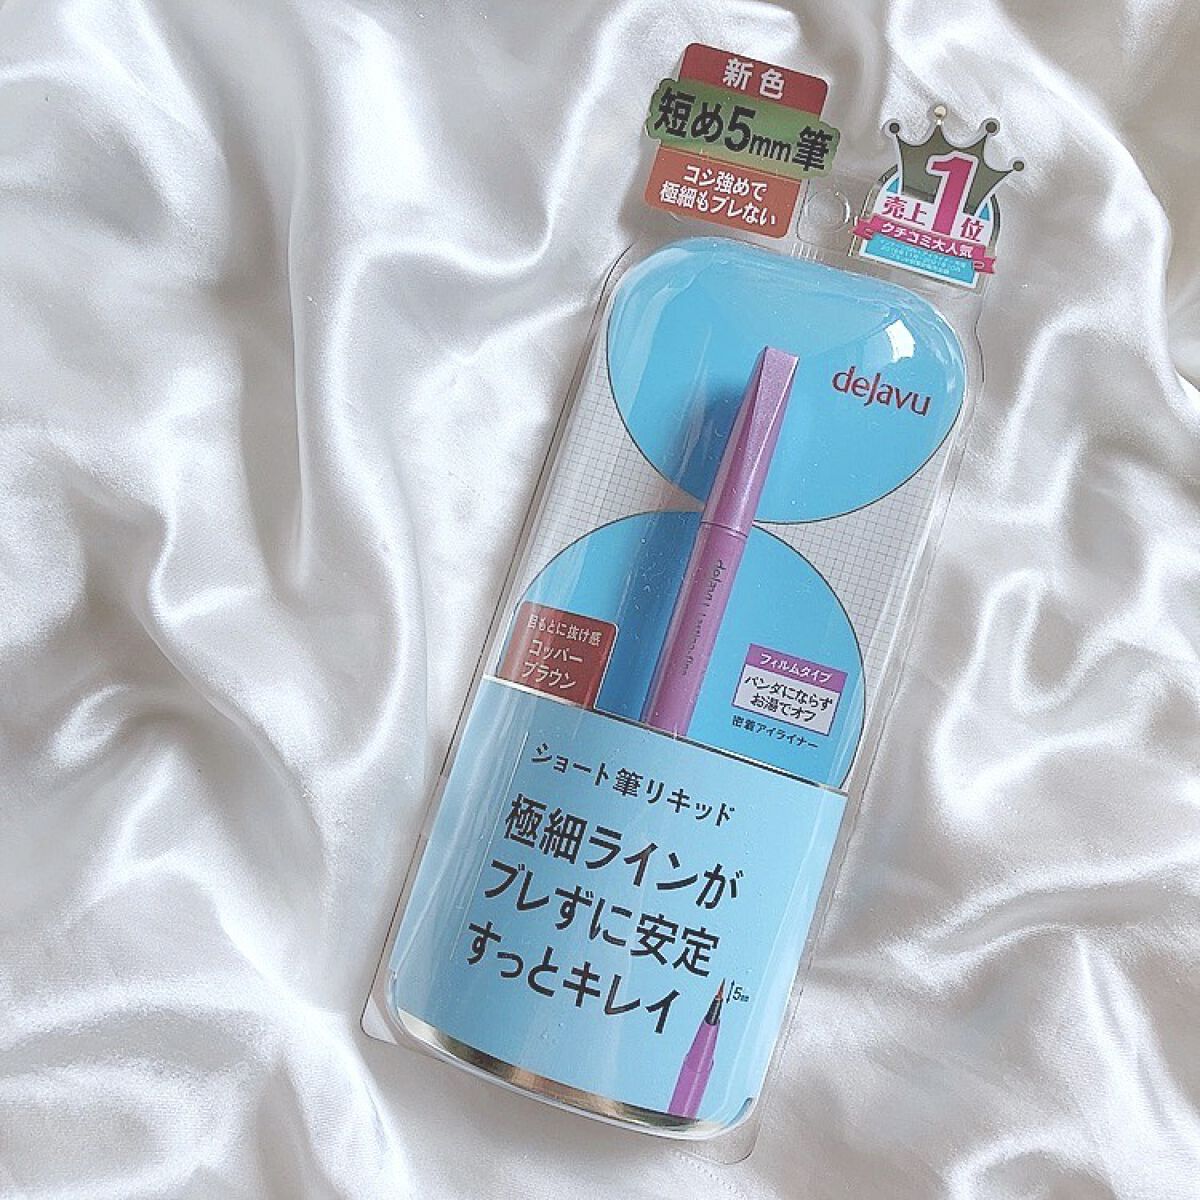 新色
短め5mm筆
コシ強めで
極細もブレない
1
売上 位
クチコミ大人気
dejavu
目もとに抜け感
コッパー
ブラウン
フィルムタイプ
パンダにならず
お湯でオフ
密着アイライナー
ショート筆リキッド
極細ラインが
ブレずに安定
すっとキレイ
5mm